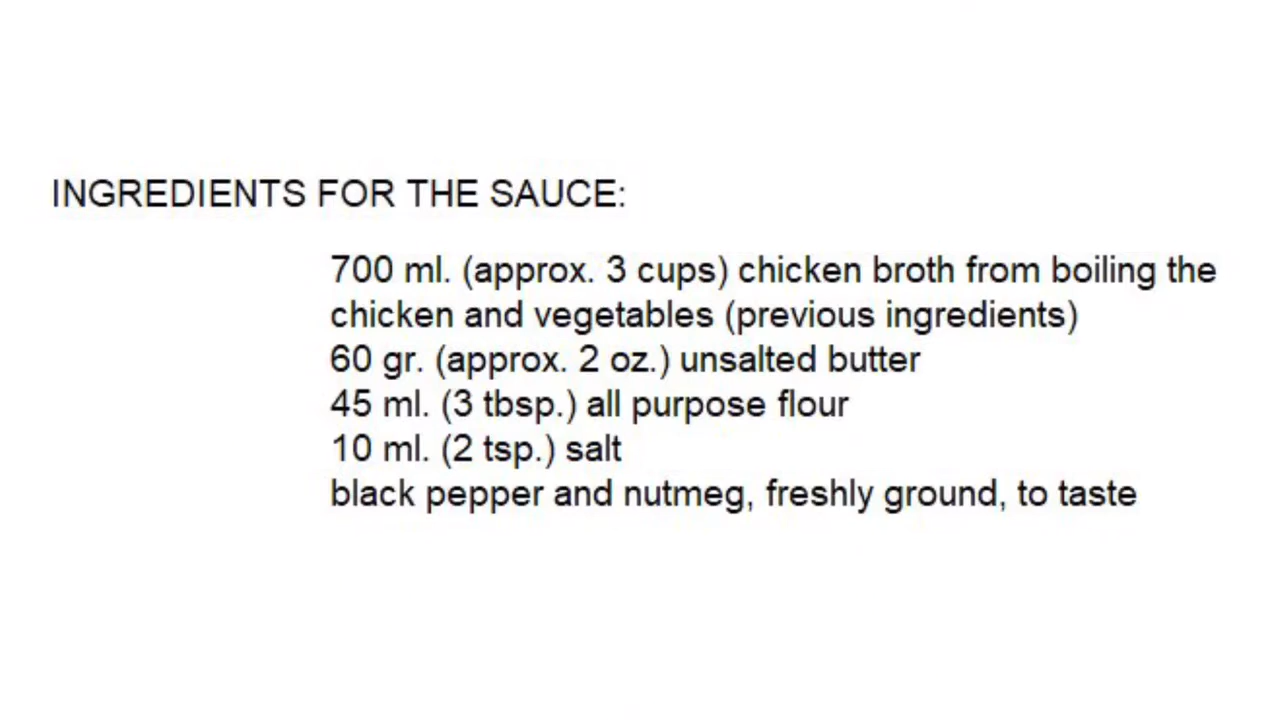 INGREDIENTS FOR THE SAUCE:
700 ml. (approx. 3 cups) chicken broth from boiling the
chicken and vegetables (previous ingredients)
60 gr. (approx. 2 oz.) unsalted butter
45 ml. (3 tbsp.) all purpose flour
10 ml. (2 tsp.) salt
black pepper and nutmeg, freshly ground, to taste